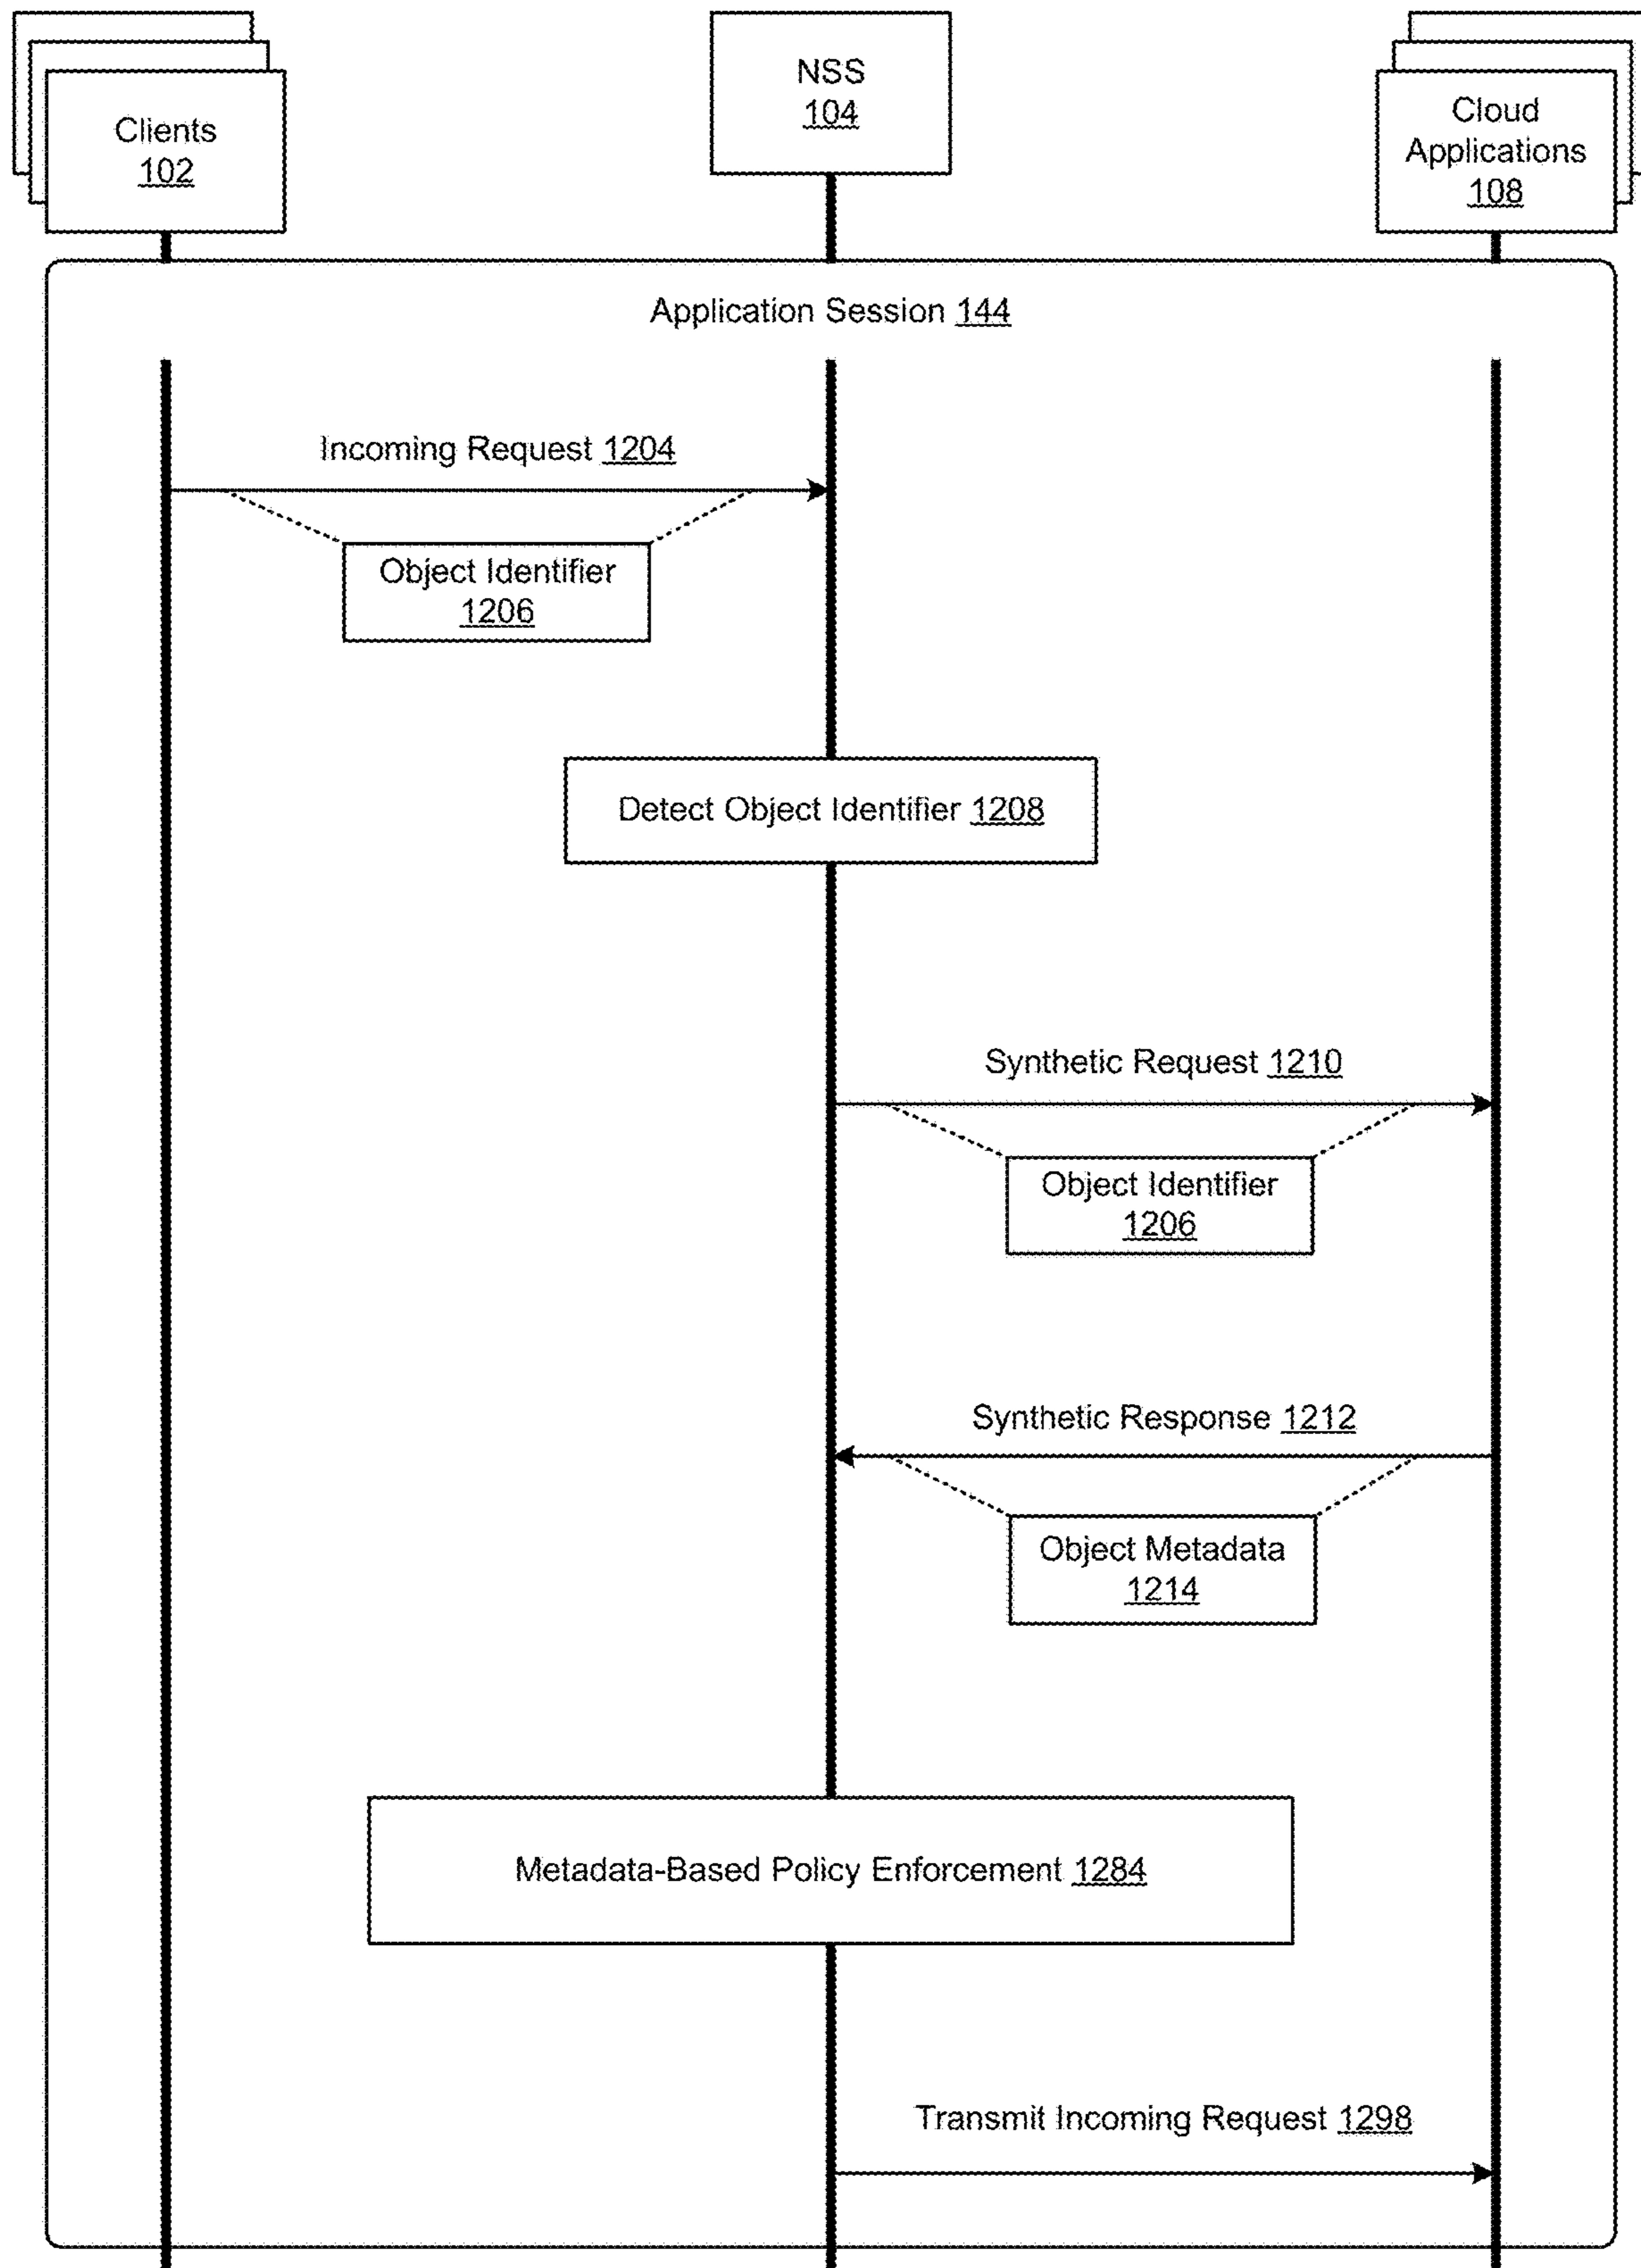 Clients
102
NSS
104
Cloud
Applications
108
Application Session 144
Incoming Request 1204
Object Identifier
1206
Detect Object Identifier 1208
Synthetic Request 1210
Object Identifier
1206
Synthetic Response 1212
Object Metadata
1214
Metadata-Based Policy Enforcement 1284
Transmit Incoming Request 1298